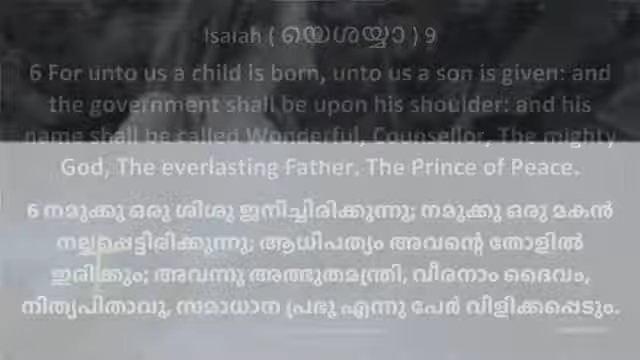 Isaiah ( യെശയ്യാ ) 9
6 For unto us a child is born, unto us a son is given: and
the government shall be upon his shoulder: and his
name shall be called Wonderful, Counsellor, The mighty
God, The everlasting Father, The Prince of Peace.
6 നമുക്കു ഒരു ശിശു ജനിച്ചിരിക്കുന്നു; നമുക്കു ഒരു മകൻ
നല്കപ്പെട്ടിരിക്കുന്നു; ആധിപത്യം അവന്റെ തോളിൽ
ഇരിക്കും; അവന്നു അത്ഭുതമന്ത്രി, വീരനാം ദൈവം,
നിത്യപിതാവു, സമാധാന പ്രഭു എന്നു പേർ വിളിക്കപ്പെടും.